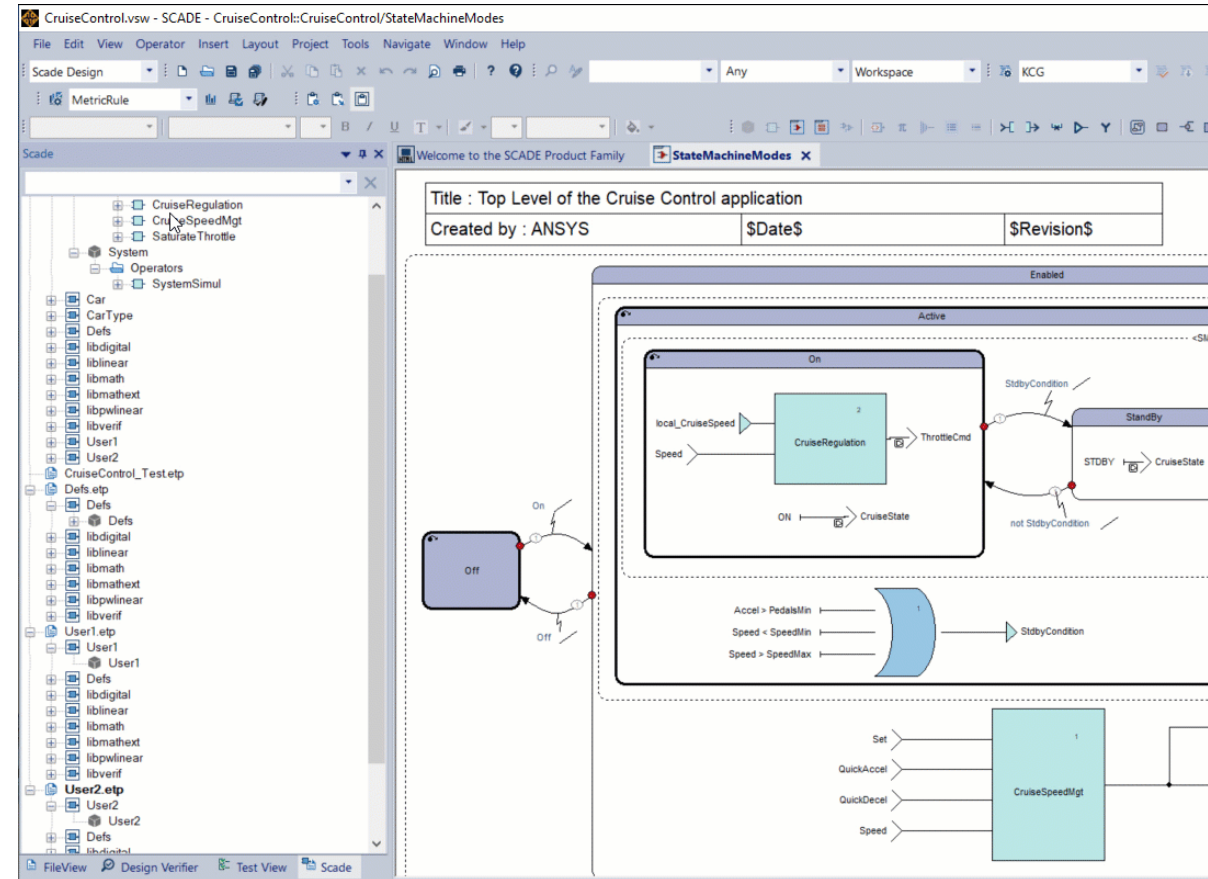 CruiseControl.vsw - SCADE - CruiseControl::CruiseControl/StateMachineModes
File Edit View Operator Insert Layout Project Tools Navigate Window Help
Scade Design Any Workspace KCG
MetricRule
B I U T
Scade
Welcome to the SCADE Product Family StateMachineModes
CruiseRegulation
SaturateThrottle
System
Operators
SystemSimul
Car
CarType
Defs
libdigital
liblinear
libmath
libmathext
libpwlinear
libverif
User1
User2
CruiseControl_Test.etp
Defs.etp
Defs
Defs
libdigital
liblinear
libmath
libmathext
libpwlinear
libverif
User1.etp
User1
User1
Defs
libdigital
liblinear
libmath
libmathext
libpwlinear
libverif
User2.etp
User2
User2
Defs
FileView Design Verifier Test View Scade
Title : Top Level of the Cruise Control application
Created by : ANSYS $Date$ $Revision$
Enabled
Active
On
local_CruiseSpeed
Speed
2
CruiseRegulation
ThrottleCmd
ON
CruiseState
StdbyCondition
StandBy
STDBY
CruiseState
not StdbyCondition
On
Off
Off
Accel > PedalsMin
Speed < SpeedMin
Speed > SpeedMax
1
StdbyCondition
Set
QuickAccel
QuickDecel
Speed
1
CruiseSpeedMgt